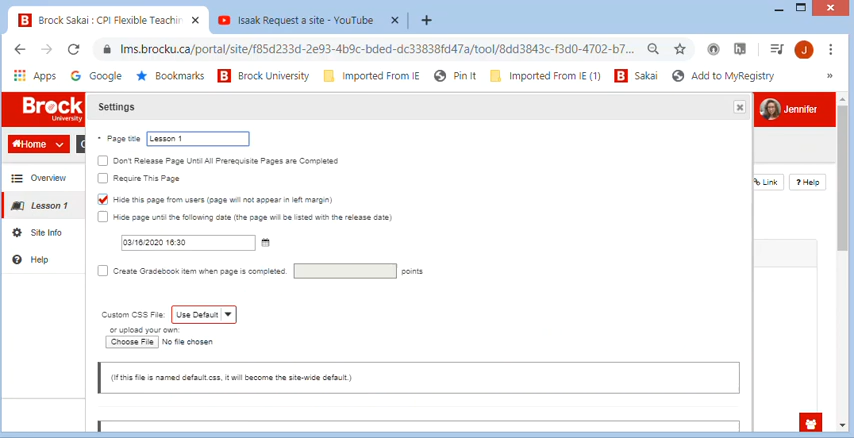 Brock Sakai : CPI Flexible Teachin
Isaak Request a site - YouTube
lms.brocku.ca/portal/site/f85d233d-2e93-4b9c-bded-dc33838fd47a/tool/8dd3843c-f3d0-4702-b7...
J
Apps
Google
Bookmarks
Brock University
Imported From IE
Pin It
Imported From IE (1)
Sakai
Add to MyRegistry
»
Brock
University
Settings
Jennifer
Home
Overview
Lesson 1
Site Info
Help
Link
? Help
* Page title Lesson 1
Don't Release Page Until All Prerequisite Pages are Completed
Require This Page
Hide this page from users (page will not appear in left margin)
Hide page until the following date (the page will be listed with the release date)
03/16/2020 16:30
Create Gradebook item when page is completed. points
Custom CSS File: Use Default
or upload your own:
Choose File No file chosen
(If this file is named default.css, it will become the site-wide default.)